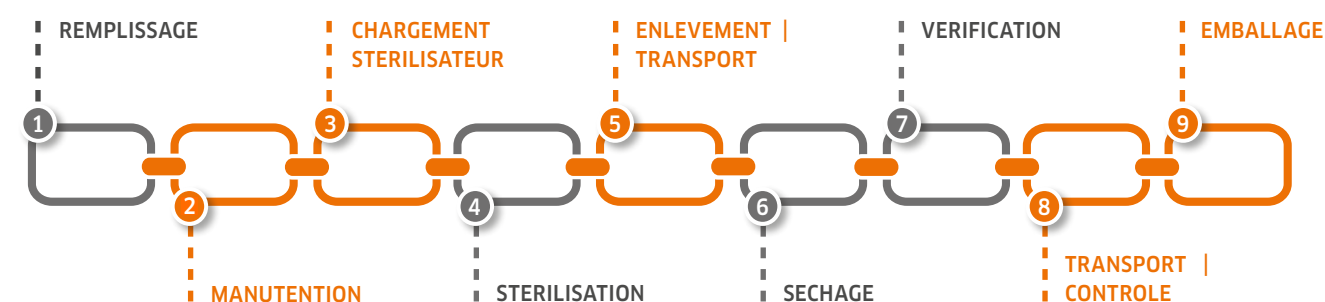 REMPLISSAGE
CHARGEMENT
STERILISATEUR
ENLEVEMENT |
TRANSPORT
VERIFICATION
EMBALLAGE
1
3
5
7
9
2
4
6
8
MANUTENTION
STERILISATION
SECHAGE
TRANSPORT |
CONTROLE